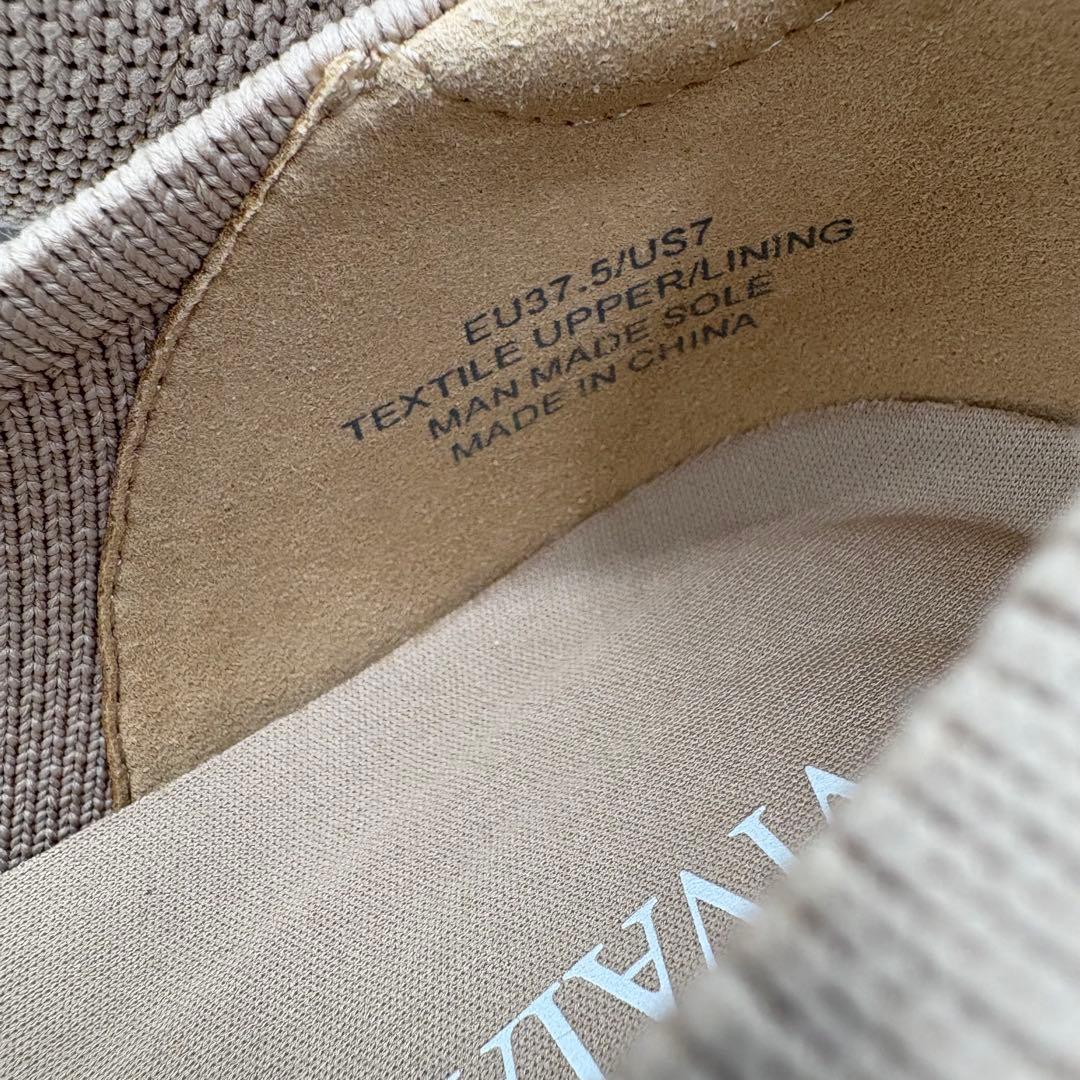 EU37.5/US7
TEXTILE UPPER/LINING
MAN MADE SOLE
MADE IN CHINA